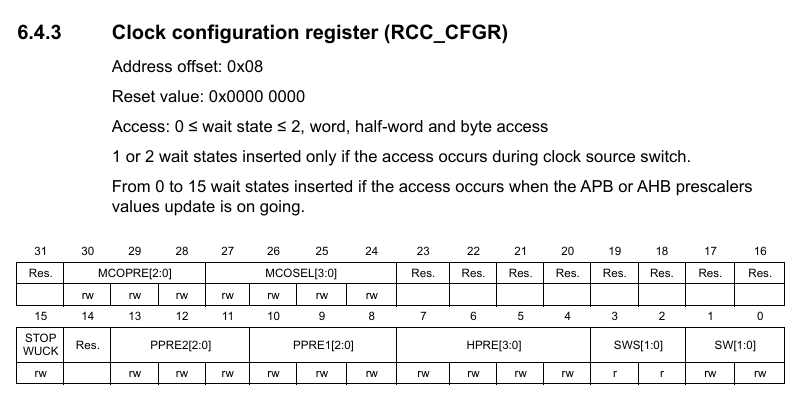 6.4.3 Clock configuration register (RCC_CFGR)
Address offset: 0x08
Reset value: 0x0000 0000
Access: 0 ≤ wait state ≤ 2, word, half-word and byte access
1 or 2 wait states inserted only if the access occurs during clock source switch.
From 0 to 15 wait states inserted if the access occurs when the APB or AHB prescalers
values update is on going.
31 30 29 28 27 26 25 24 23 22 21 20 19 18 17 16
Res. MCOPRE[2:0] MCOSEL[3:0] Res. Res. Res. Res. Res. Res. Res. Res.
rw rw rw rw rw rw rw
15 14 13 12 11 10 9 8 7 6 5 4 3 2 1 0
STOP
WUCK Res. PPRE2[2:0] PPRE1[2:0] HPRE[3:0] SWS[1:0] SW[1:0]
rw rw rw rw rw rw rw rw rw rw rw r r rw rw